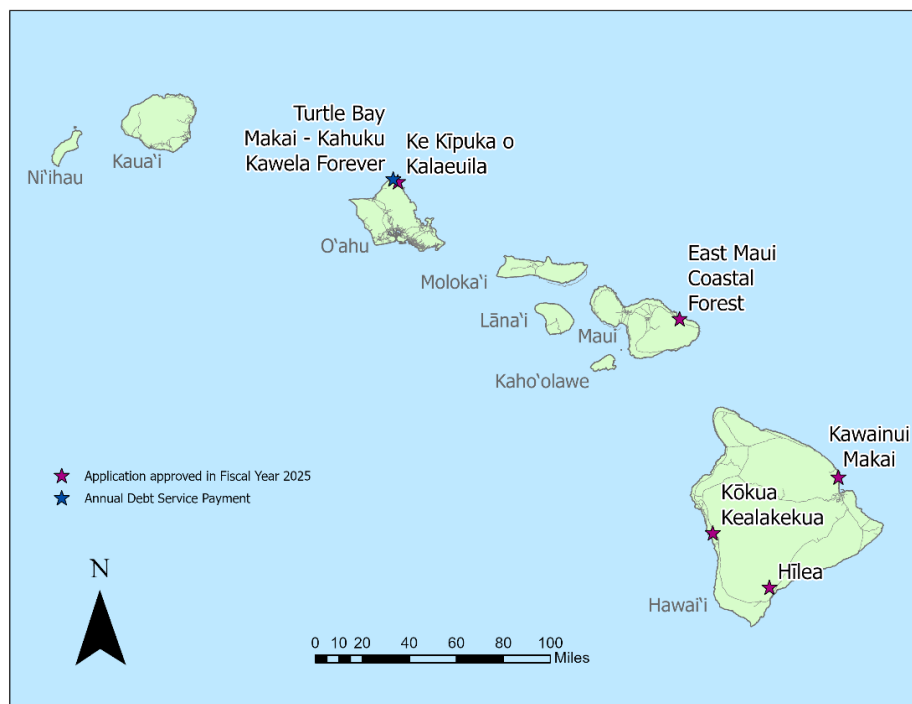 Turtle Bay
Makai - Kahuku
Kawela Forever
Ke Kīpuka o
Kalaeuila
Niʻihau
Kauaʻi
Oʻahu
Molokaʻi
Lānaʻi
Maui
Kahoʻolawe
East Maui
Coastal
Forest
Kawainui
Makai
Kōkua
Kealakekua
Hīlea
Hawaiʻi
Application approved in Fiscal Year 2025
Annual Debt Service Payment
N
0 10 20 40 60 80 100
Miles